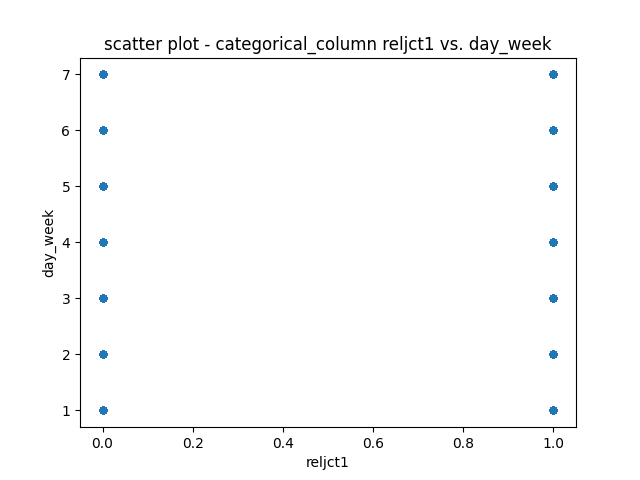 scatter plot - categorical_column reljct1 vs. day_week
7
6
5
4
3
2
1
day_week
0.0 0.2 0.4 0.6 0.8 1.0
reljct1